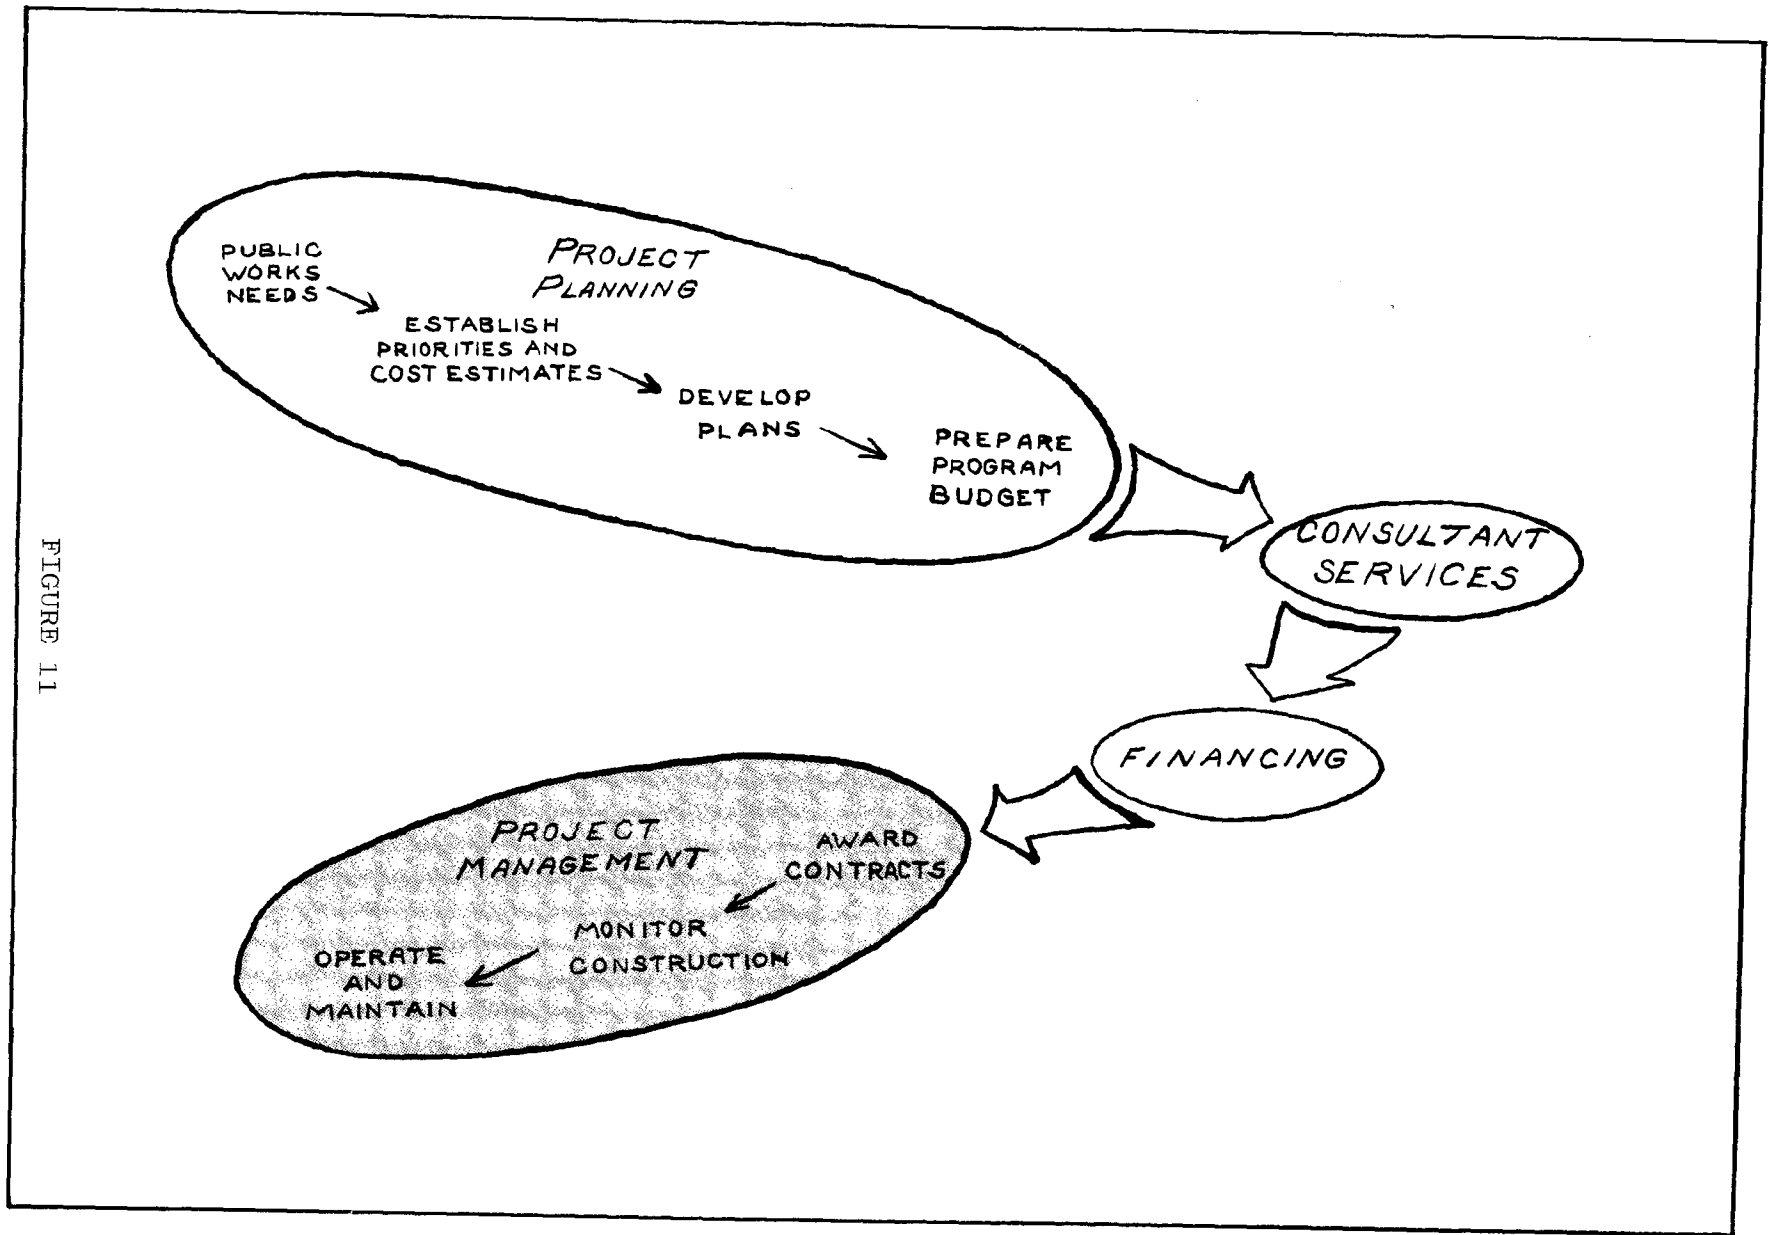 PROJECT
PLANNING
PUBLIC
WORKS
NEEDS
ESTABLISH
PRIORITIES AND
COST ESTIMATES
DEVELOP
PLANS
PREPARE
PROGRAM
BUDGET
CONSULTANT
SERVICES
FINANCING
PROJECT
MANAGEMENT
AWARD
CONTRACTS
MONITOR
CONSTRUCTION
OPERATE
AND
MAINTAIN
FIGURE 11